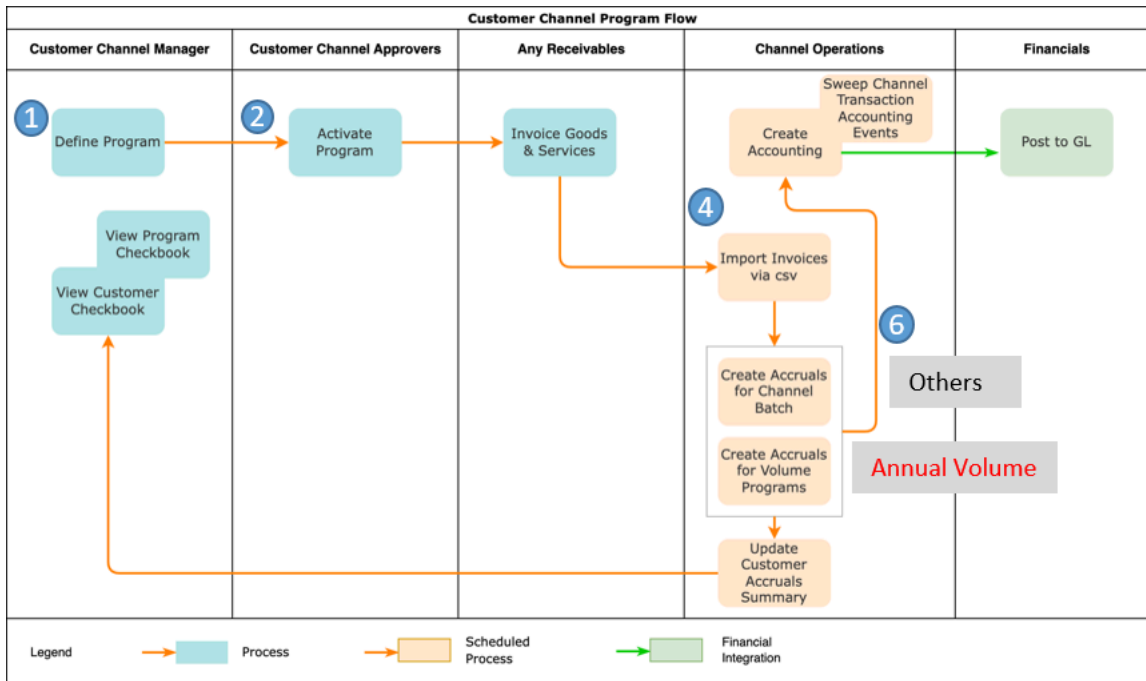 Customer Channel Program Flow
Customer Channel Manager
Customer Channel Approvers
Any Receivables
Channel Operations
Financials
1
Define Program
2
Activate
Program
Invoice Goods
& Services
Sweep Channel
Transaction
Accounting
Events
Create
Accounting
Post to GL
View Program
Checkbook
View Customer
Checkbook
4
Import Invoices
via csv
6
Create Accruals
for Channel
Batch
Others
Create Accruals
for Volume
Programs
Annual Volume
Update
Customer
Accruals
Summary
Legend
Process
Scheduled
Process
Financial
Integration